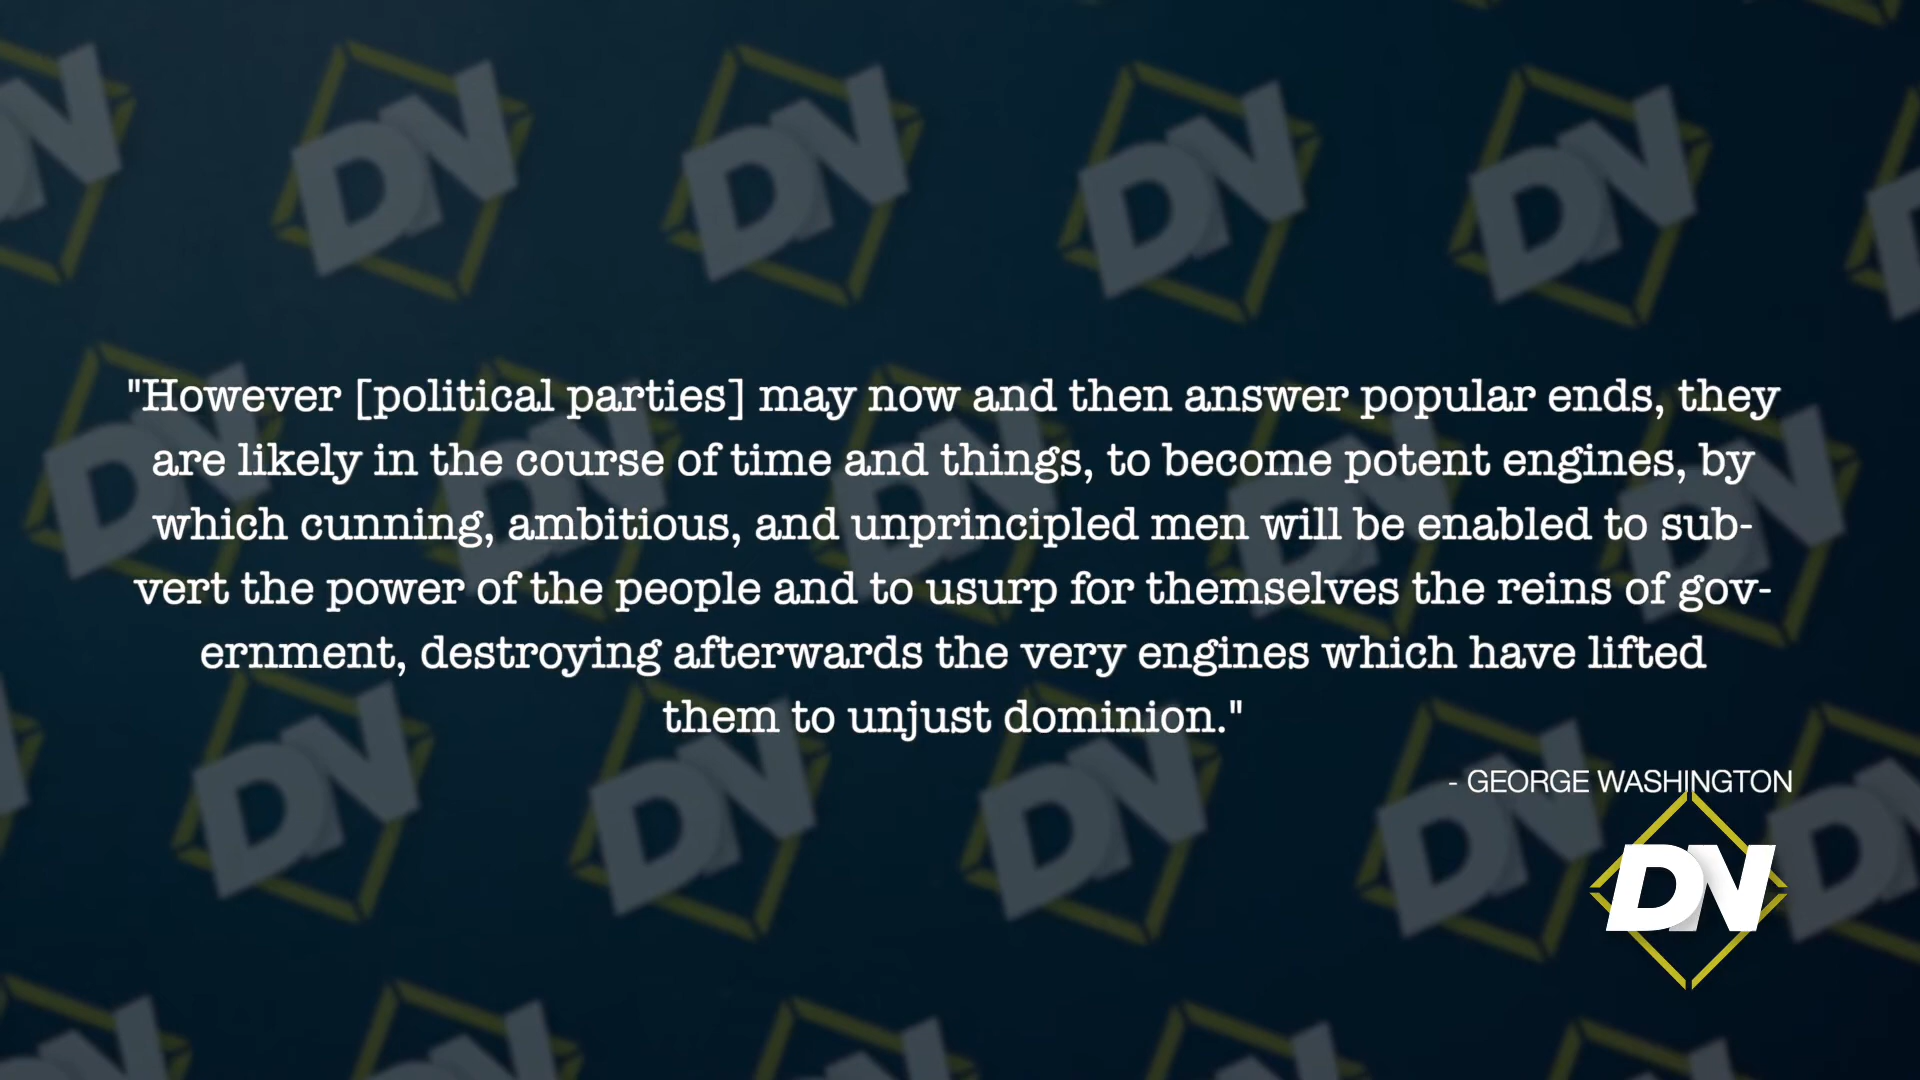 "However [political parties] may now and then answer popular ends, they
are likely in the course of time and things, to become potent engines, by
which cunning, ambitious, and unprincipled men will be enabled to sub-
vert the power of the people and to usurp for themselves the reins of gov-
ernment, destroying afterwards the very engines which have lifted
them to unjust dominion."
- GEORGE WASHINGTON
DN